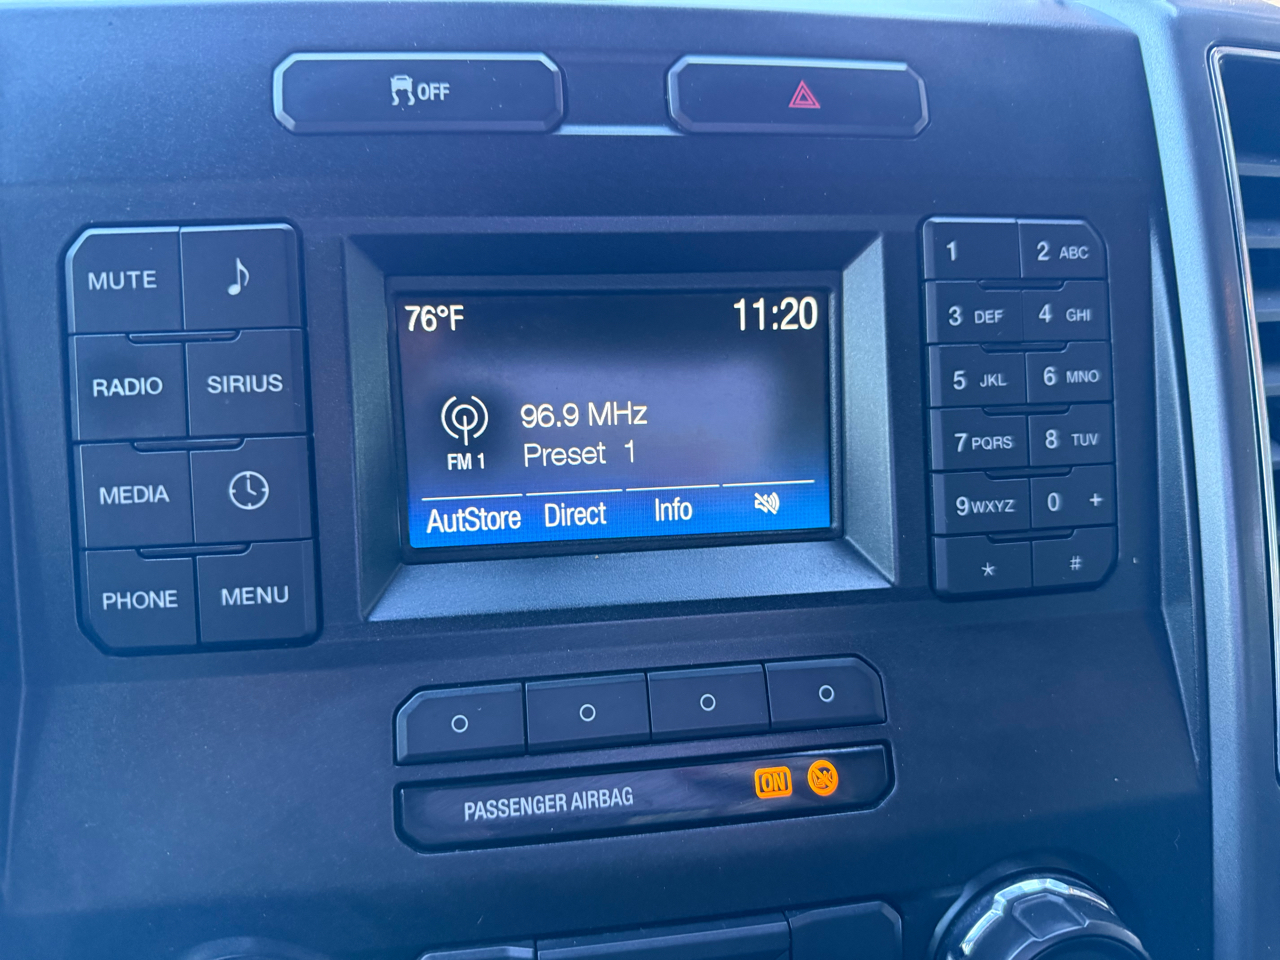 OFF
76°F 11:20
96.9 MHz
FM 1 Preset 1
AutStore Direct Info
MUTE
RADIO SIRIUS
MEDIA
PHONE MENU
1 2 ABC
3 DEF 4 GHI
5 JKL 6 MNO
7 PQRS 8 TUV
9 WXYZ 0 +
* #
PASSENGER AIRBAG ON